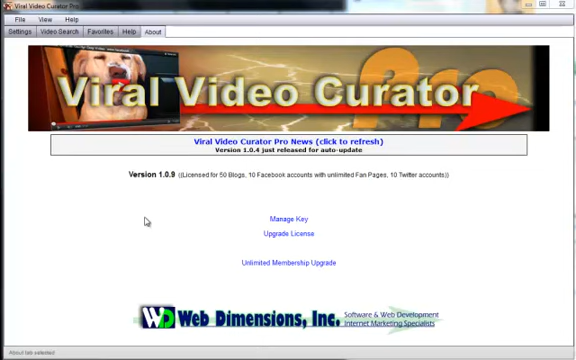 Viral Video Curator Pro
File View Help
Settings Video Search Favorites Help About
Viral Video Curator Pro
Viral Video Curator Pro News (click to refresh)
Version 1.0.4 just released for auto-update
Version 1.0.9 ((Licensed for 50 Blogs, 10 Facebook accounts with unlimited Fan Pages, 10 Twitter accounts)
Manage Key
Upgrade License
Unlimited Membership Upgrade
WD Web Dimensions, Inc. Software & Web Development
Internet Marketing Specialists
About tab selected